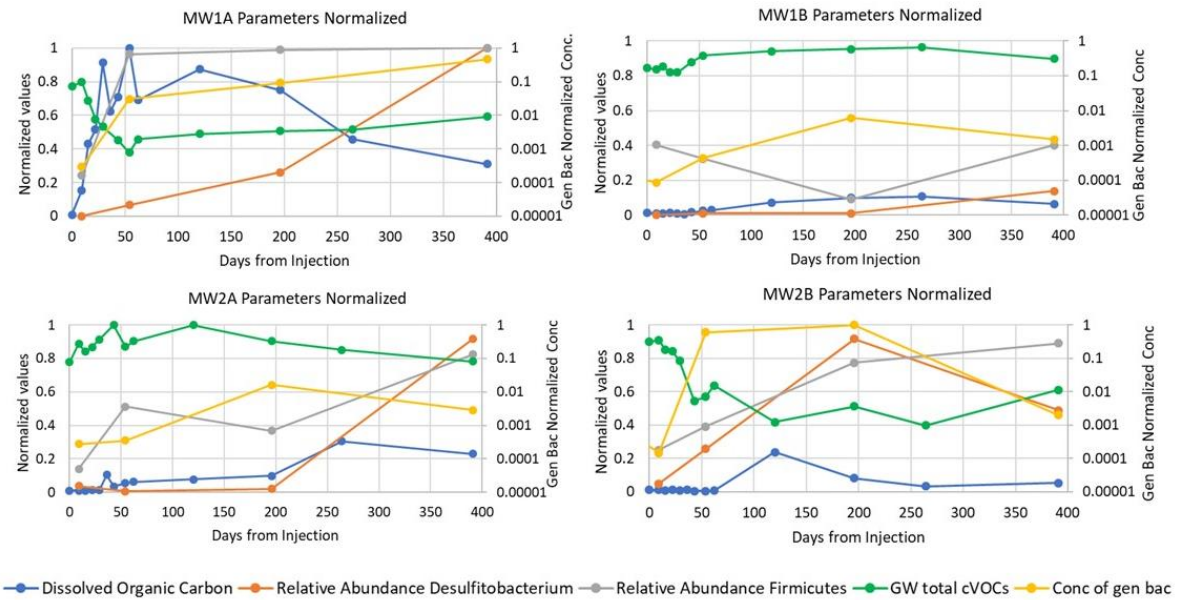 MW1A Parameters Normalized
Normalized values
1
0.8
0.6
0.4
0.2
0
1
0.1
0.01
0.001
0.0001
0.00001
Gen Bac Normalized Conc.
0 50 100 150 200 250 300 350 400
Days from Injection
MW1B Parameters Normalized
Normalized values
1
0.8
0.6
0.4
0.2
0
1
0.1
0.01
0.001
0.0001
0.00001
Gen Bac Normalized Conc
0 50 100 150 200 250 300 350 400
Days from Injection
MW2A Parameters Normalized
Normalized values
1
0.8
0.6
0.4
0.2
0
1
0.1
0.01
0.001
0.0001
0.00001
Gen Bac Normalized Conc
0 50 100 150 200 250 300 350 400
Days from Injection
MW2B Parameters Normalized
Normalized values
1
0.8
0.6
0.4
0.2
0
1
0.1
0.01
0.001
0.0001
0.00001
Gen Bac Normalized Conc
0 50 100 150 200 250 300 350 400
Days from Injection
Dissolved Organic Carbon Relative Abundance Desulfitobacterium Relative Abundance Firmicutes GW total cVOCs Conc of gen bac